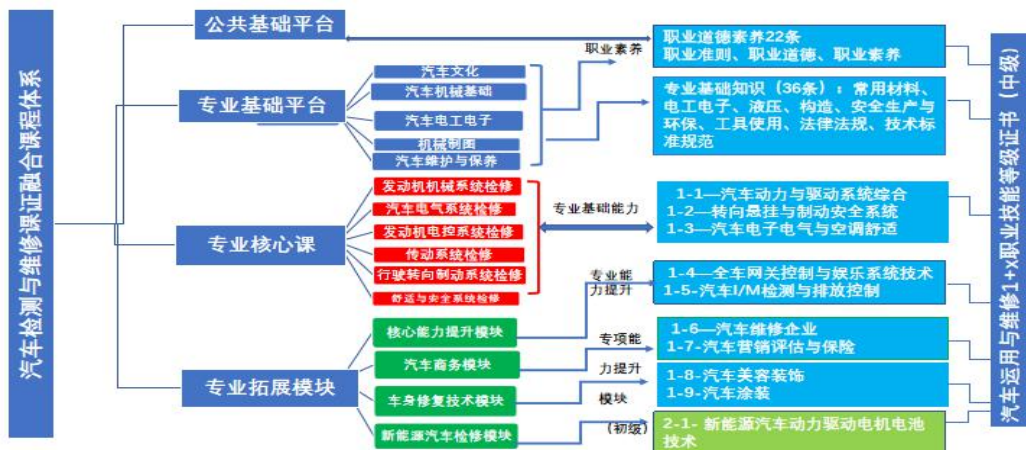 汽车检测与维修课证融合课程体系
公共基础平台
专业基础平台
专业核心课
专业拓展模块
汽车文化
汽车机械基础
汽车电工电子
机械制图
汽车维护与保养
发动机机械系统检修
汽车电气系统检修
发动机电控系统检修
传动系统检修
行驶转向制动系统检修
舒适与安全系统检修
核心能力提升模块
汽车商务模块
车身修复技术模块
新能源汽车检修模块
职业素养
专业基础能力
专业能
力提升
专项能
力提升
模块
(初级)
职业道德素养22条
职业准则、职业道德、职业素养
专业基础知识（36条）：常用材料、
电工电子、液压、构造、安全生产与
环保、工具使用、法律法规、技术标
准规范
1-1—汽车动力与驱动系统综合
1-2—转向悬挂与制动安全系统
1-3—汽车电子电气与空调舒适
1-4—全车网关控制与娱乐系统技术
1-5-汽车I/M检测与排放控制
1-6—汽车维修企业
1-7-汽车营销评估与保险
1-8-汽车美容装饰
1-9-汽车涂装
2-1-新能源汽车动力驱动电机电池
技术
汽车运用与维修1+x职业技能等级证书（中级）